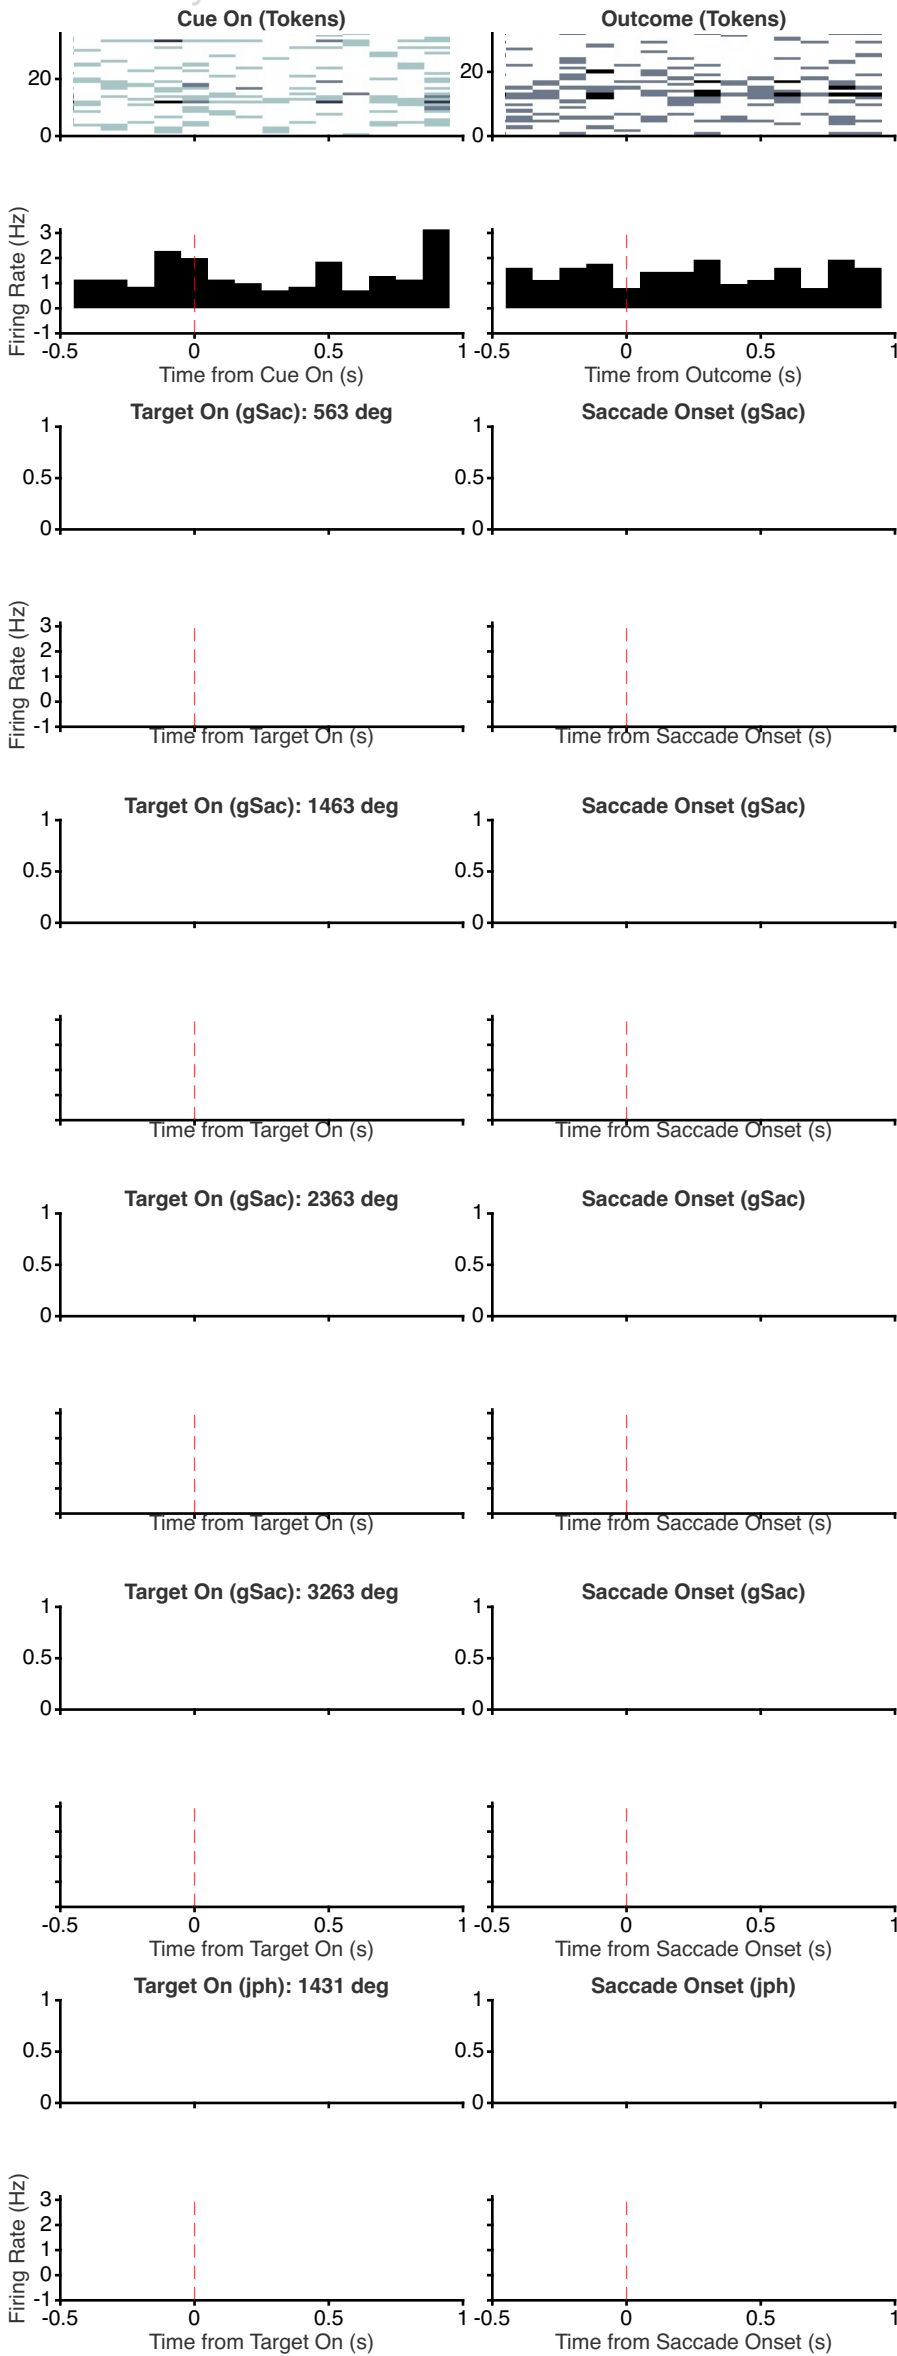 Cue On (Tokens)
Outcome (Tokens)
20
0
20
0
Firing Rate (Hz)
3
2
1
0
-1
-0.5 0 0.5 1
-0.5 0 0.5 1
Time from Cue On (s)
Time from Outcome (s)
Target On (gSac): 563 deg
Saccade Onset (gSac)
1
0.5
0
1
0.5
0
Firing Rate (Hz)
3
2
1
0
-1
Time from Target On (s)
Time from Saccade Onset (s)
Target On (gSac): 1463 deg
Saccade Onset (gSac)
1
0.5
0
1
0.5
0
Time from Target On (s)
Time from Saccade Onset (s)
Target On (gSac): 2363 deg
Saccade Onset (gSac)
1
0.5
0
1
0.5
0
Time from Target On (s)
Time from Saccade Onset (s)
Target On (gSac): 3263 deg
Saccade Onset (gSac)
1
0.5
0
1
0.5
0
-0.5 0 0.5 1
-0.5 0 0.5 1
Time from Target On (s)
Time from Saccade Onset (s)
Target On (jph): 1431 deg
Saccade Onset (jph)
1
0.5
0
1
0.5
0
Firing Rate (Hz)
3
2
1
0
-1
-0.5 0 0.5 1
-0.5 0 0.5 1
Time from Target On (s)
Time from Saccade Onset (s)